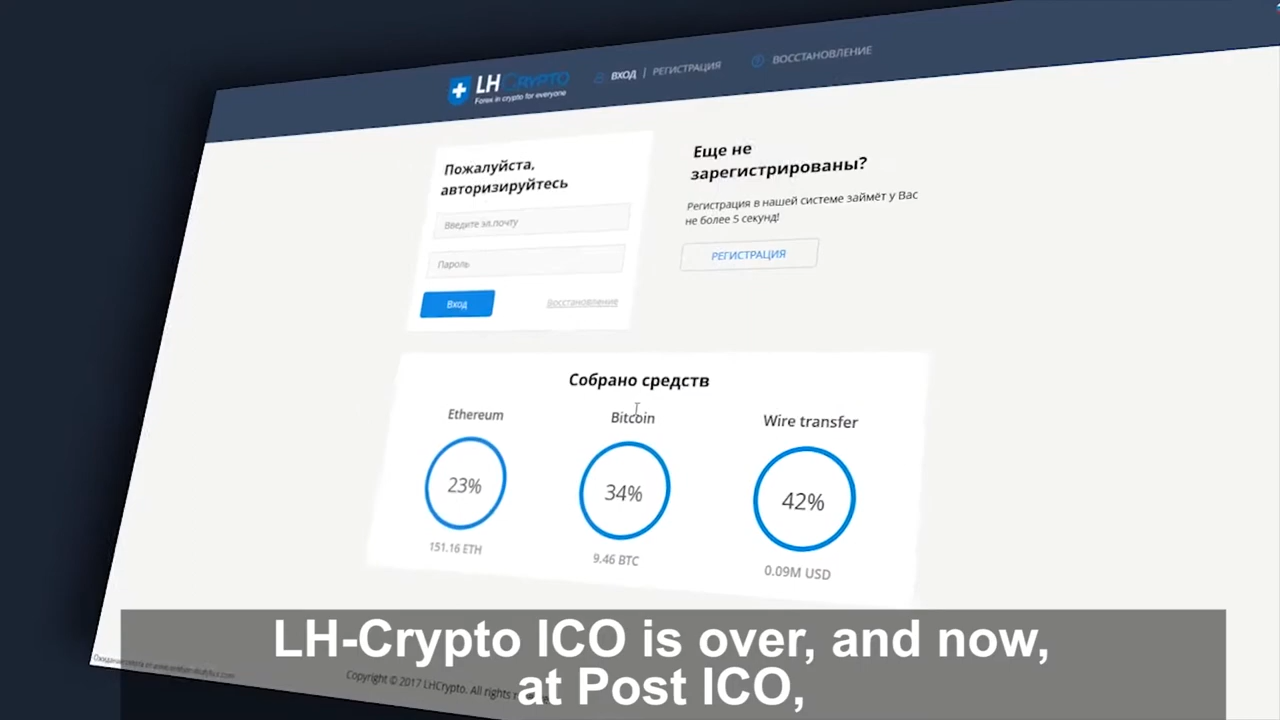 LHCRYPTO
Forex in crypto for everyone
ВХОД | РЕГИСТРАЦИЯ
ВОССТАНОВЛЕНИЕ
Пожалуйста,
авторизируйтесь
Введите эл.почту
Пароль
Вход
Восстановление
Еще не
зарегистрированы?
Регистрация в нашей системе займёт у Вас
не более 5 секунд!
РЕГИСТРАЦИЯ
Собрано средств
Ethereum
23%
151.16 ETH
Bitcoin
34%
9.46 BTC
Wire transfer
42%
0.09M USD
Copyright © 2017 LHCrypto. All rights
LH-Crypto ICO is over, and now,
at Post ICO,